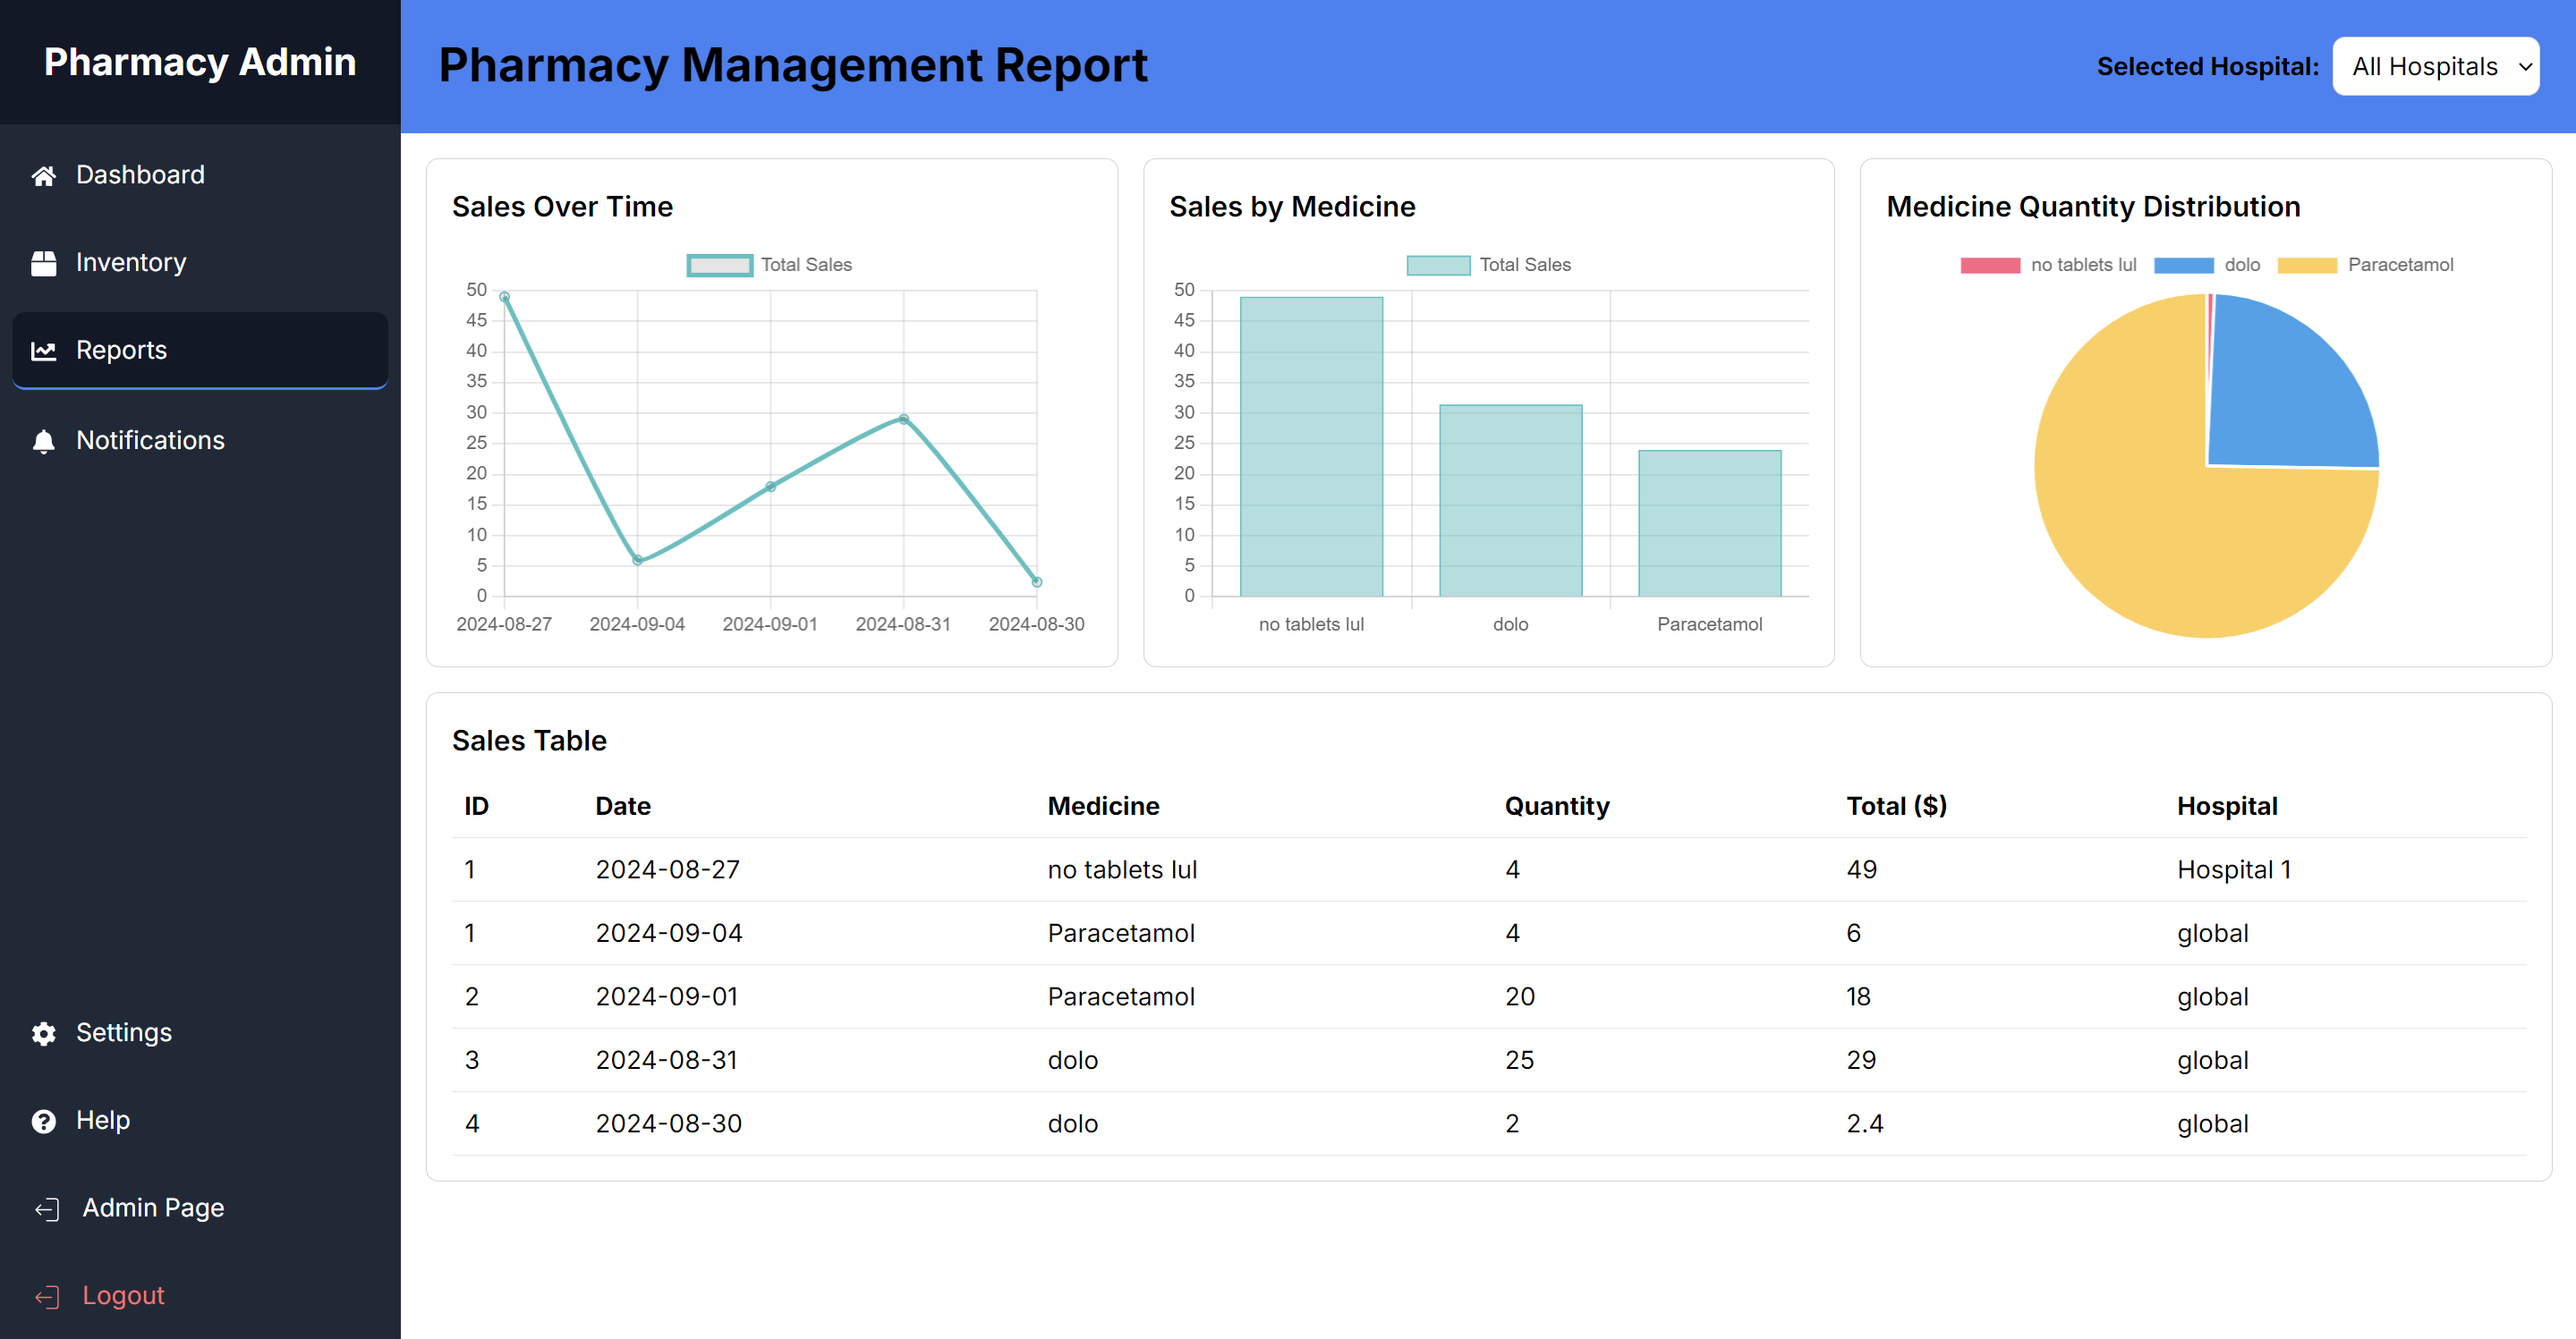 Pharmacy Admin
Dashboard
Inventory
Reports
Notifications
Settings
Help
Admin Page
Logout
Pharmacy Management Report
Selected Hospital: All Hospitals
Sales Over Time
Total Sales
50
45
40
35
30
25
20
15
10
5
0
2024-08-27 2024-09-04 2024-09-01 2024-08-31 2024-08-30
Sales by Medicine
Total Sales
50
45
40
35
30
25
20
15
10
5
0
no tablets lul dolo Paracetamol
Medicine Quantity Distribution
no tablets lul dolo Paracetamol
Sales Table
ID Date Medicine Quantity Total ($) Hospital
1 2024-08-27 no tablets lul 4 49 Hospital 1
1 2024-09-04 Paracetamol 4 6 global
2 2024-09-01 Paracetamol 20 18 global
3 2024-08-31 dolo 25 29 global
4 2024-08-30 dolo 2 2.4 global